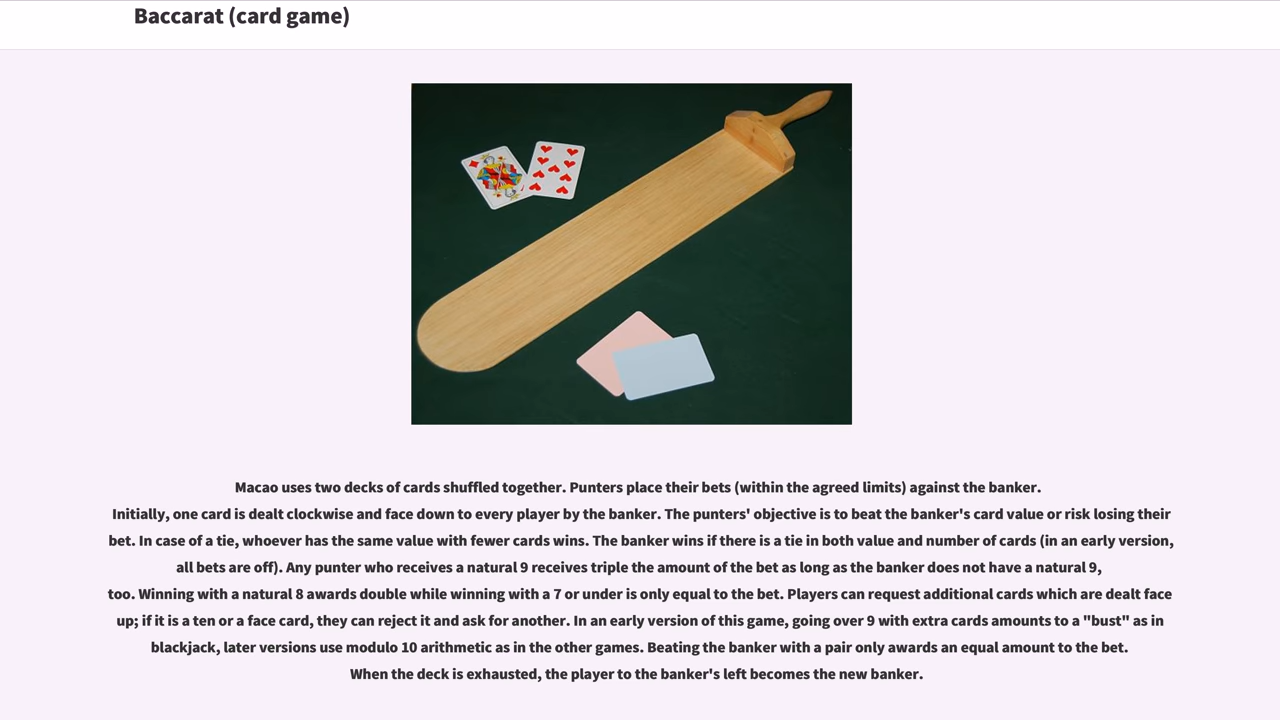 Baccarat (card game)
Macao uses two decks of cards shuffled together. Punters place their bets (within the agreed limits) against the banker.
Initially, one card is dealt clockwise and face down to every player by the banker. The punters' objective is to beat the banker's card value or risk losing their
bet. In case of a tie, whoever has the same value with fewer cards wins. The banker wins if there is a tie in both value and number of cards (in an early version,
all bets are off). Any punter who receives a natural 9 receives triple the amount of the bet as long as the banker does not have a natural 9,
too. Winning with a natural 8 awards double while winning with a 7 or under is only equal to the bet. Players can request additional cards which are dealt face
up; if it is a ten or a face card, they can reject it and ask for another. In an early version of this game, going over 9 with extra cards amounts to a "bust" as in
blackjack, later versions use modulo 10 arithmetic as in the other games. Beating the banker with a pair only awards an equal amount to the bet.
When the deck is exhausted, the player to the banker's left becomes the new banker.